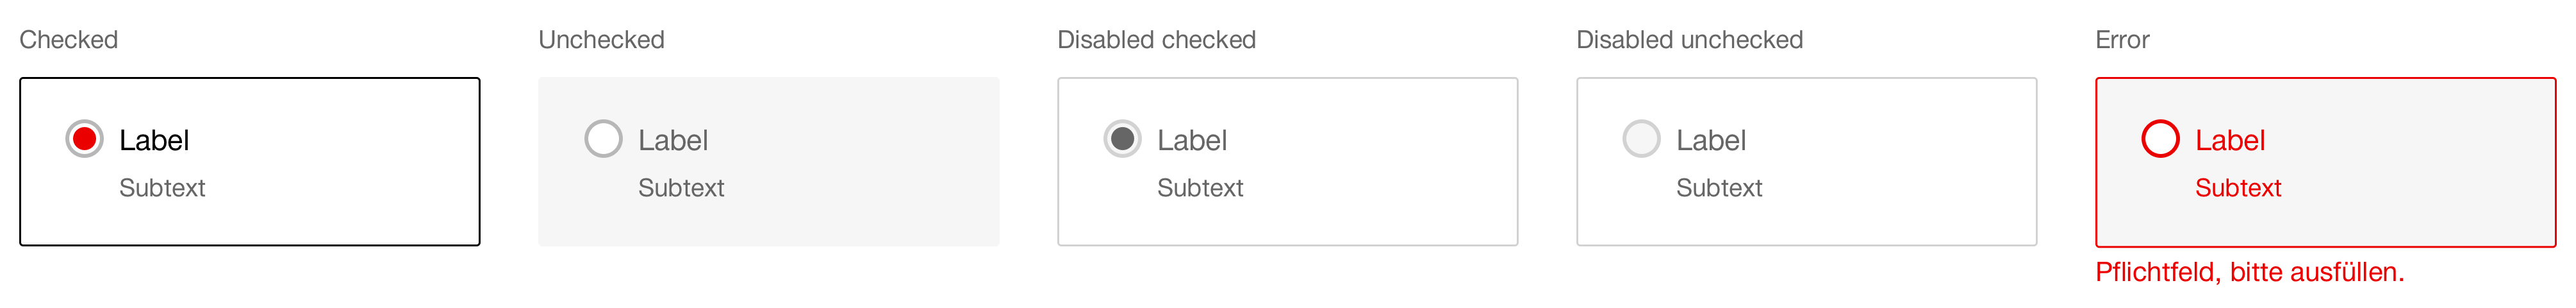 Checked
Unchecked
Disabled checked
Disabled unchecked
Error
Label
Subtext
Label
Subtext
Label
Subtext
Label
Subtext
Label
Subtext
Pflichtfeld, bitte ausfüllen.